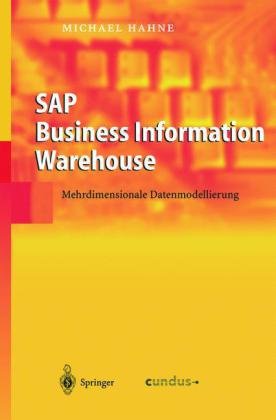 MICHAEL HAHNE
SAP
Business Information
Warehouse
Mehrdimensionale Datenmodellierung
Springer
cundus